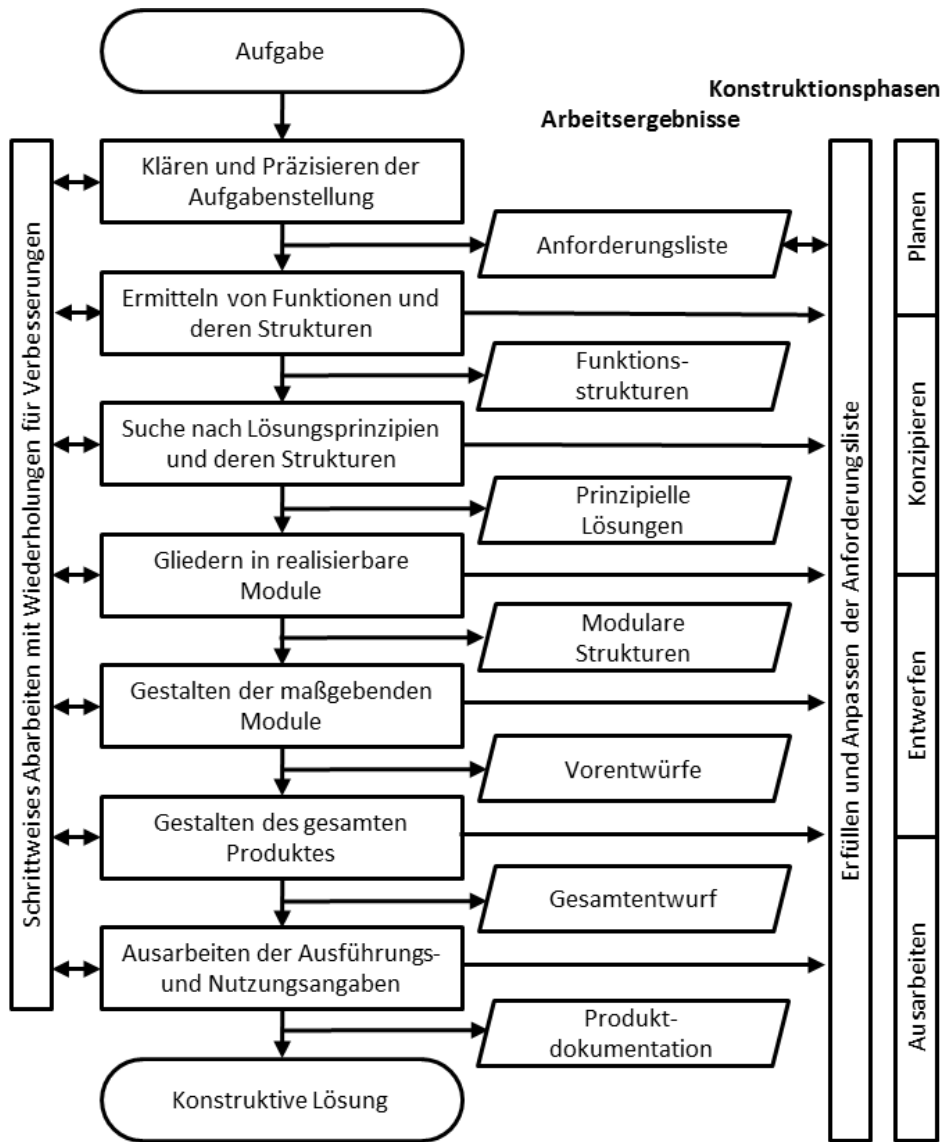 Aufgabe
Konstruktionsphasen
Arbeitsergebnisse
Klären und Präzisieren der
Aufgabenstellung
Anforderungsliste
Ermitteln von Funktionen und
deren Strukturen
Funktions-
strukturen
Suche nach Lösungsprinzipien
und deren Strukturen
Prinzipielle
Lösungen
Gliedern in realisierbare
Module
Modulare
Strukturen
Gestalten der maßgebenden
Module
Vorentwürfe
Gestalten des gesamten
Produktes
Gesamtentwurf
Ausarbeiten der Ausführungs-
und Nutzungsangaben
Produkt-
dokumentation
Konstruktive Lösung
Schrittweises Abarbeiten mit Wiederholungen für Verbesserungen
Erfüllen und Anpassen der Anforderungsliste
Planen
Konzipieren
Entwerfen
Ausarbeiten